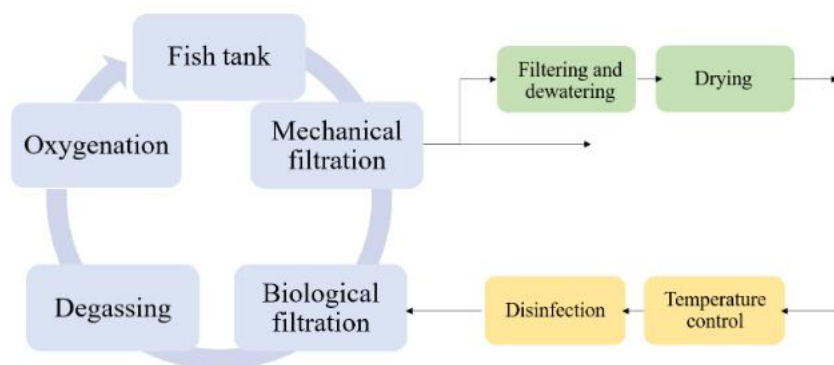 Fish tank
Filtering and
dewatering
Drying
Oxygenation
Mechanical
filtration
Degassing
Biological
filtration
Disinfection
Temperature
control